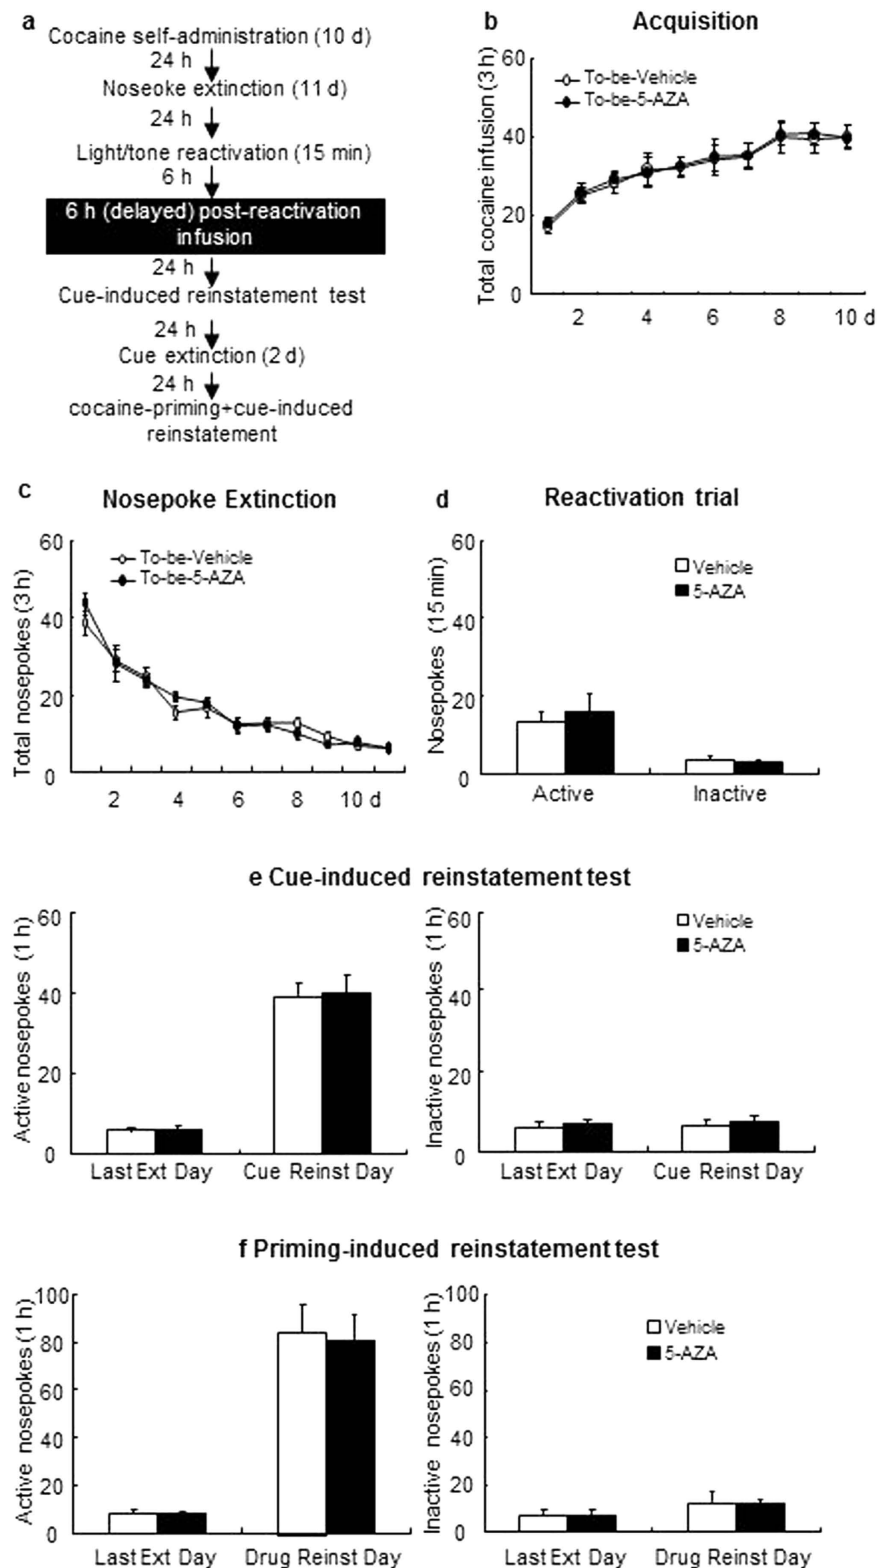 a
Cocaine self-administration (10 d)
24 h
Noseoke extinction (11 d)
24 h
Light/tone reactivation (15 min)
6 h
6 h (delayed) post-reactivation
infusion
24 h
Cue-induced reinstatement test
24 h
Cue extinction (2 d)
24 h
cocaine-priming+cue-induced
reinstatement
b
Acquisition
Total cocaine infusion (3 h)
60
40
20
0
To-be-Vehicle
To-be-5-AZA
2 4 6 8 10 d
c
Nosepoke Extinction
Total nosepokes (3 h)
60
40
20
0
To-be-Vehicle
To-be-5-AZA
2 4 6 8 10 d
d
Reactivation trial
Nosepokes (15 min)
60
40
20
0
Vehicle
5-AZA
Active Inactive
e Cue-induced reinstatement test
Active nosepokes (1 h)
60
40
20
0
Last Ext Day Cue Reinst Day
Inactive nosepokes (1 h)
60
40
20
0
Vehicle
5-AZA
Last Ext Day Cue Reinst Day
f Priming-induced reinstatement test
Active nosepokes (1 h)
100
80
60
40
20
0
Last Ext Day Drug Reinst Day
Inactive nosepokes (1 h)
100
80
60
40
20
0
Vehicle
5-AZA
Last Ext Day Drug Reinst Day